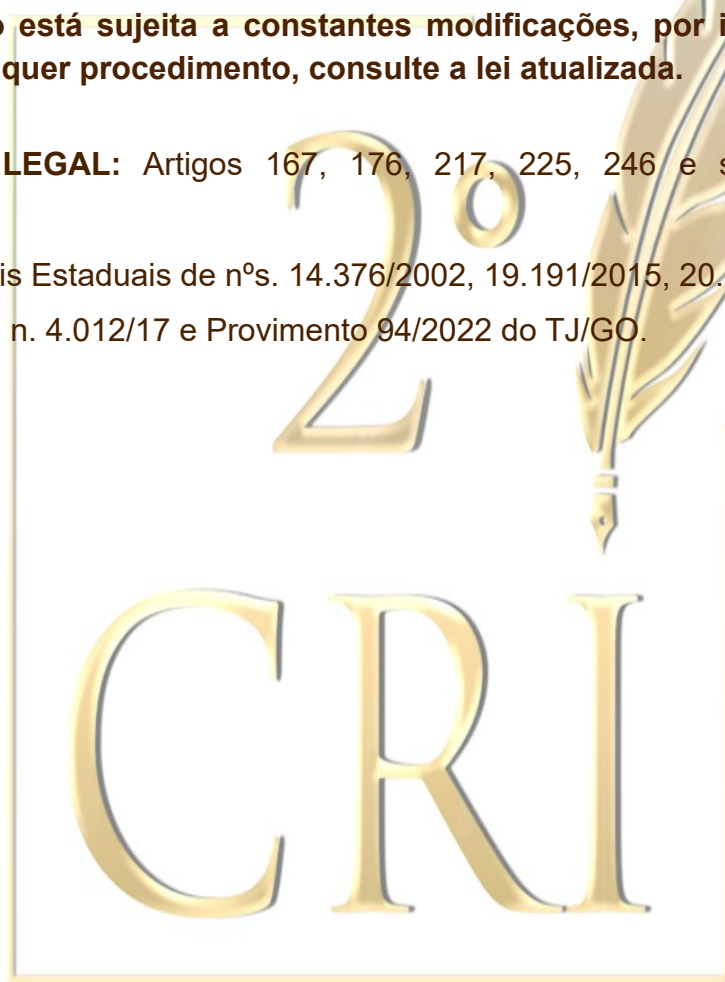 o está sujeita a constantes modificações, por i
quer procedimento, consulte a lei atualizada.
LEGAL: Artigos 167, 176, 217, 225, 246 e s
is Estaduais de nºs. 14.376/2002, 19.191/2015, 20.
n. 4.012/17 e Provimento 94/2022 do TJ/GO.
2º
CRI